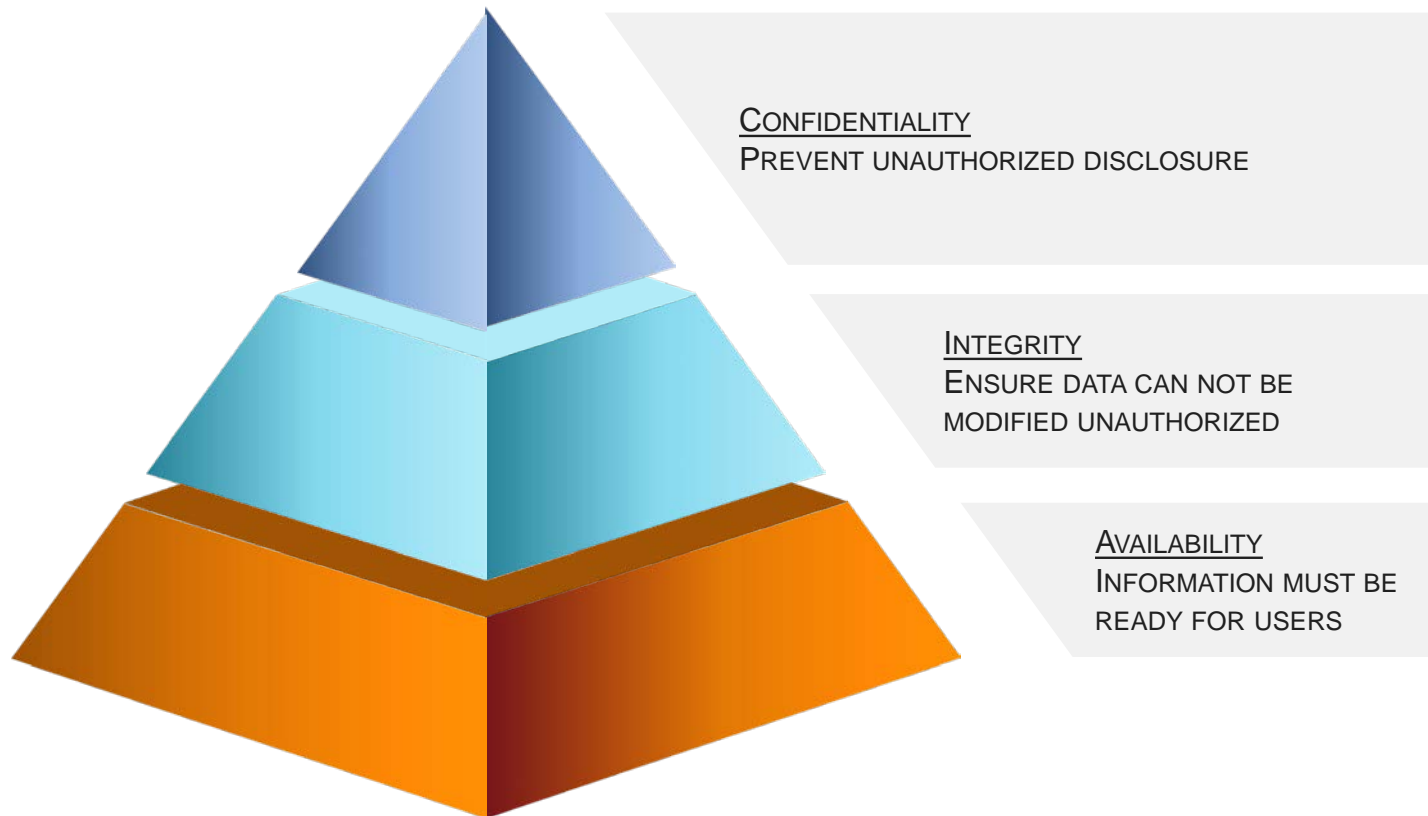 CONFIDENTIALITY
PREVENT UNAUTHORIZED DISCLOSURE
INTEGRITY
ENSURE DATA CAN NOT BE
MODIFIED UNAUTHORIZED
AVAILABILITY
INFORMATION MUST BE
READY FOR USERS